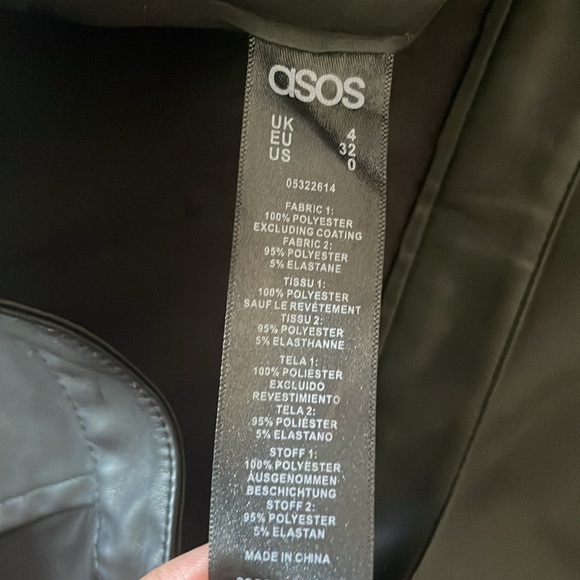 asos
UK 4
EU 32
US 0
05322614
FABRIC 1:
100% POLYESTER
EXCLUDING COATING
FABRIC 2:
95% POLYESTER
5% ELASTANE
TISSU 1:
100% POLYESTER
SAUF LE REVÊTEMENT
TISSU 2:
95% POLYESTER
5% ELASTHANNE
TELA 1:
100% POLIÉSTER
EXCLUIDO
REVESTIMIENTO
TELA 2:
95% POLIÉSTER
5% ELASTANO
STOFF 1:
100% POLYESTER
AUSGENOMMEN
BESCHICHTUNG
STOFF 2:
95% POLYESTER
5% ELASTAN
MADE IN CHINA